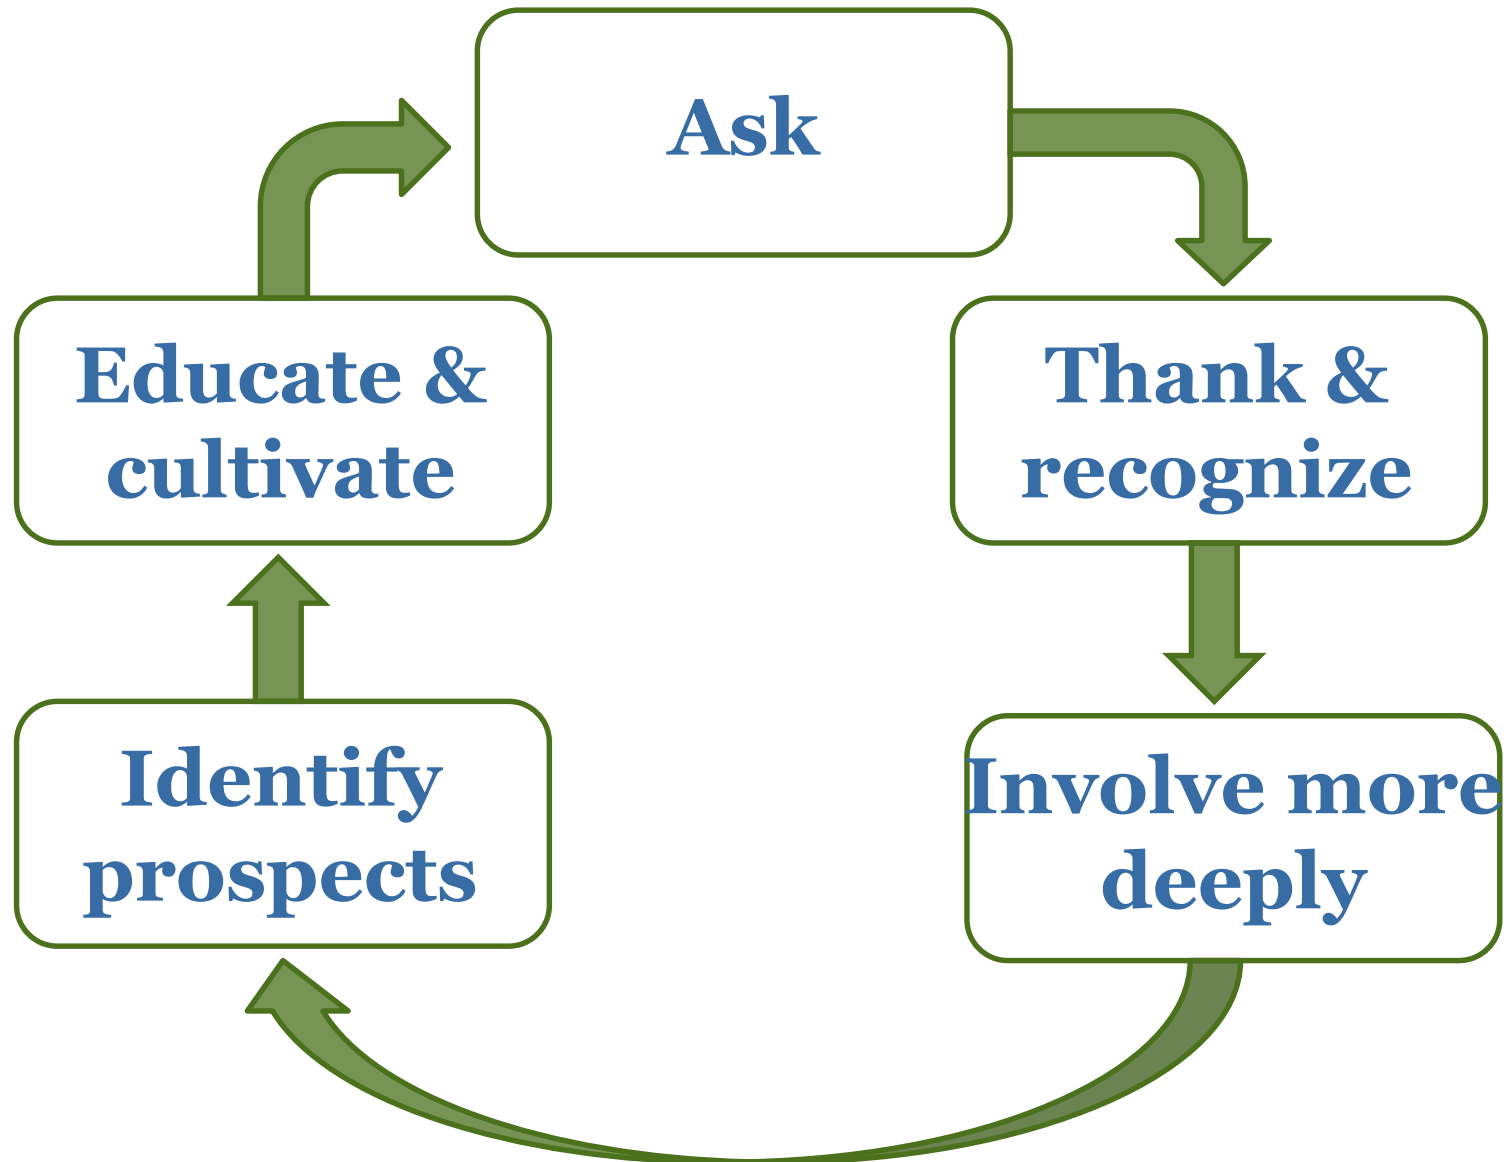 Ask
Educate &
cultivate
Thank &
recognize
Identify
prospects
Involve more
deeply